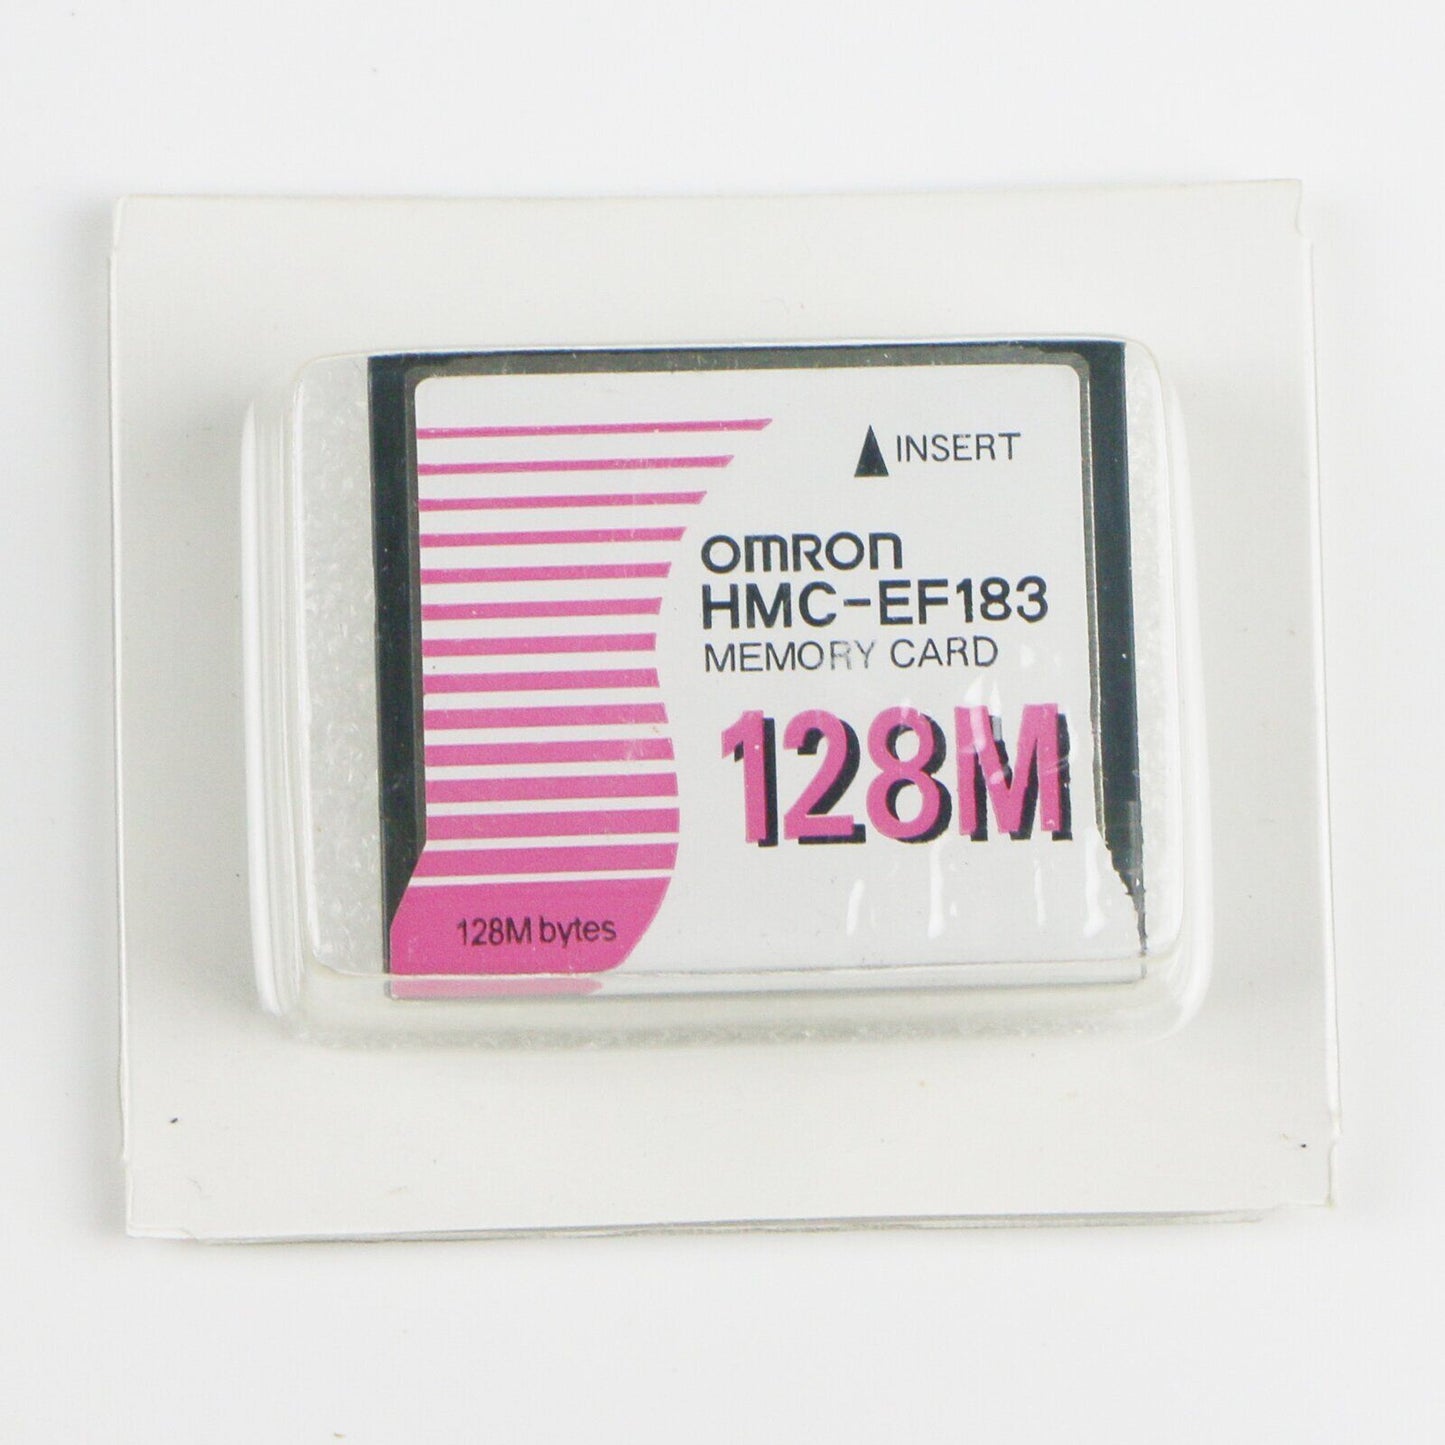 ▲INSERT
omron
HMC-EF183
MEMORY CARD
128M
128M bytes